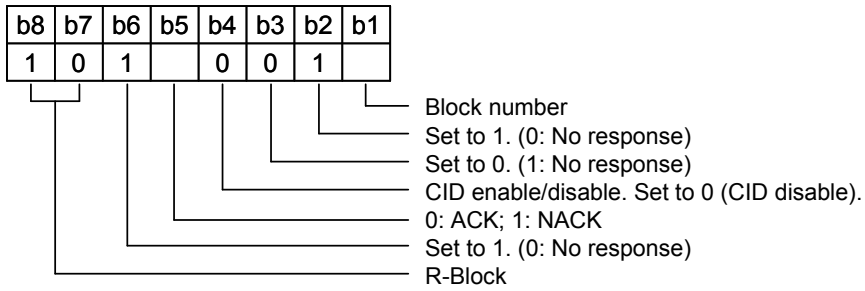 b8 b7 b6 b5 b4 b3 b2 b1
1 0 1 0 0 1
Block number
Set to 1. (0: No response)
Set to 0. (1: No response)
CID enable/disable. Set to 0 (CID disable).
0: ACK; 1: NACK
Set to 1. (0: No response)
R-Block